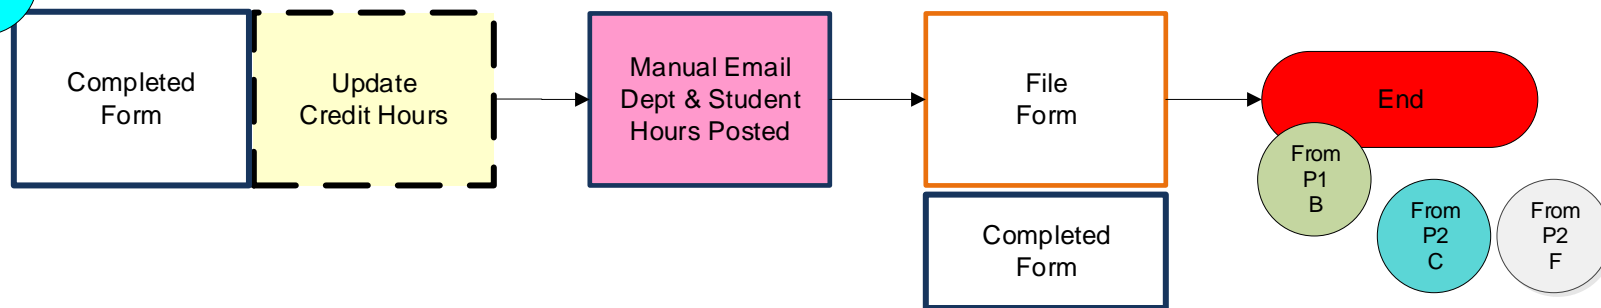 Completed
Form
Update
Credit Hours
Manual Email
Dept & Student
Hours Posted
File
Form
End
Completed
Form
From
P1
B
From
P2
C
From
P2
F